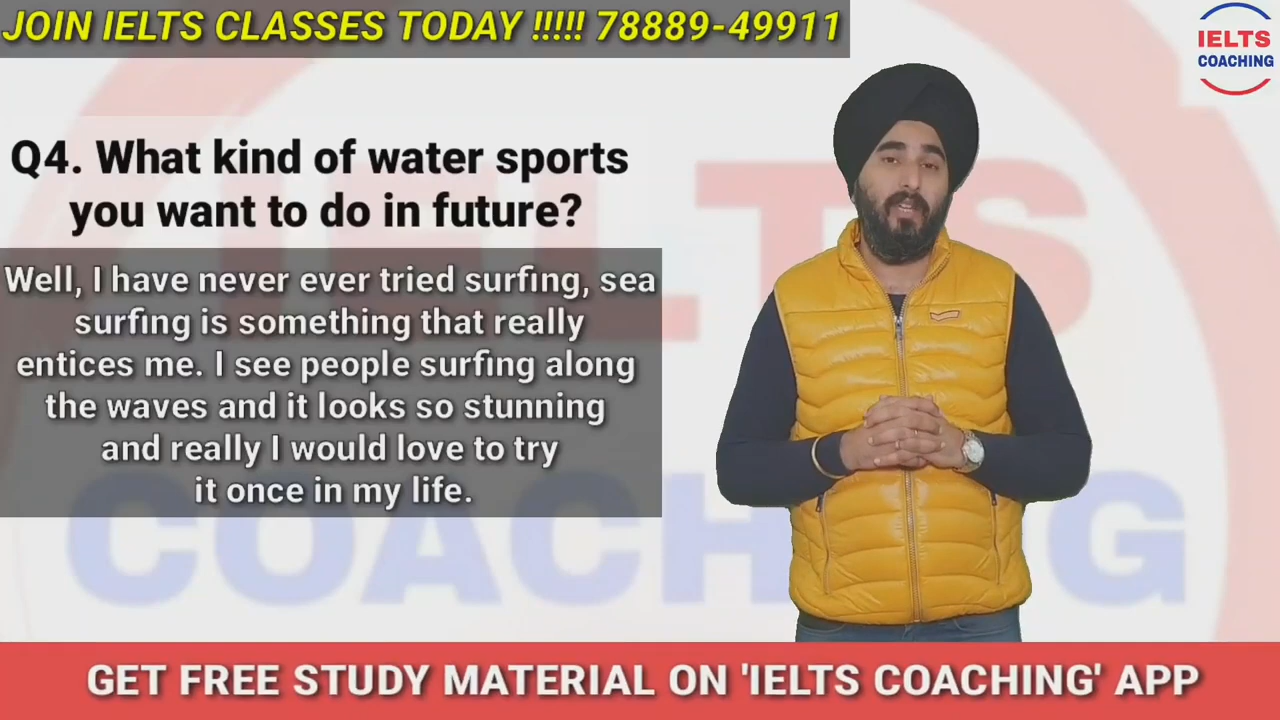 JOIN IELTS CLASSES TODAY !!!!! 78889-49911
IELTS
COACHING
Q4. What kind of water sports
you want to do in future?
Well, I have never ever tried surfing, sea
surfing is something that really
entices me. I see people surfing along
the waves and it looks so stunning
and really I would love to try
it once in my life.
IELTS
COACHING
GET FREE STUDY MATERIAL ON 'IELTS COACHING' APP